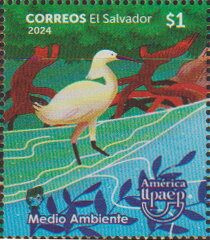 CORREOS El Salvador $1
2024
América
Upaep
Medio Ambiente